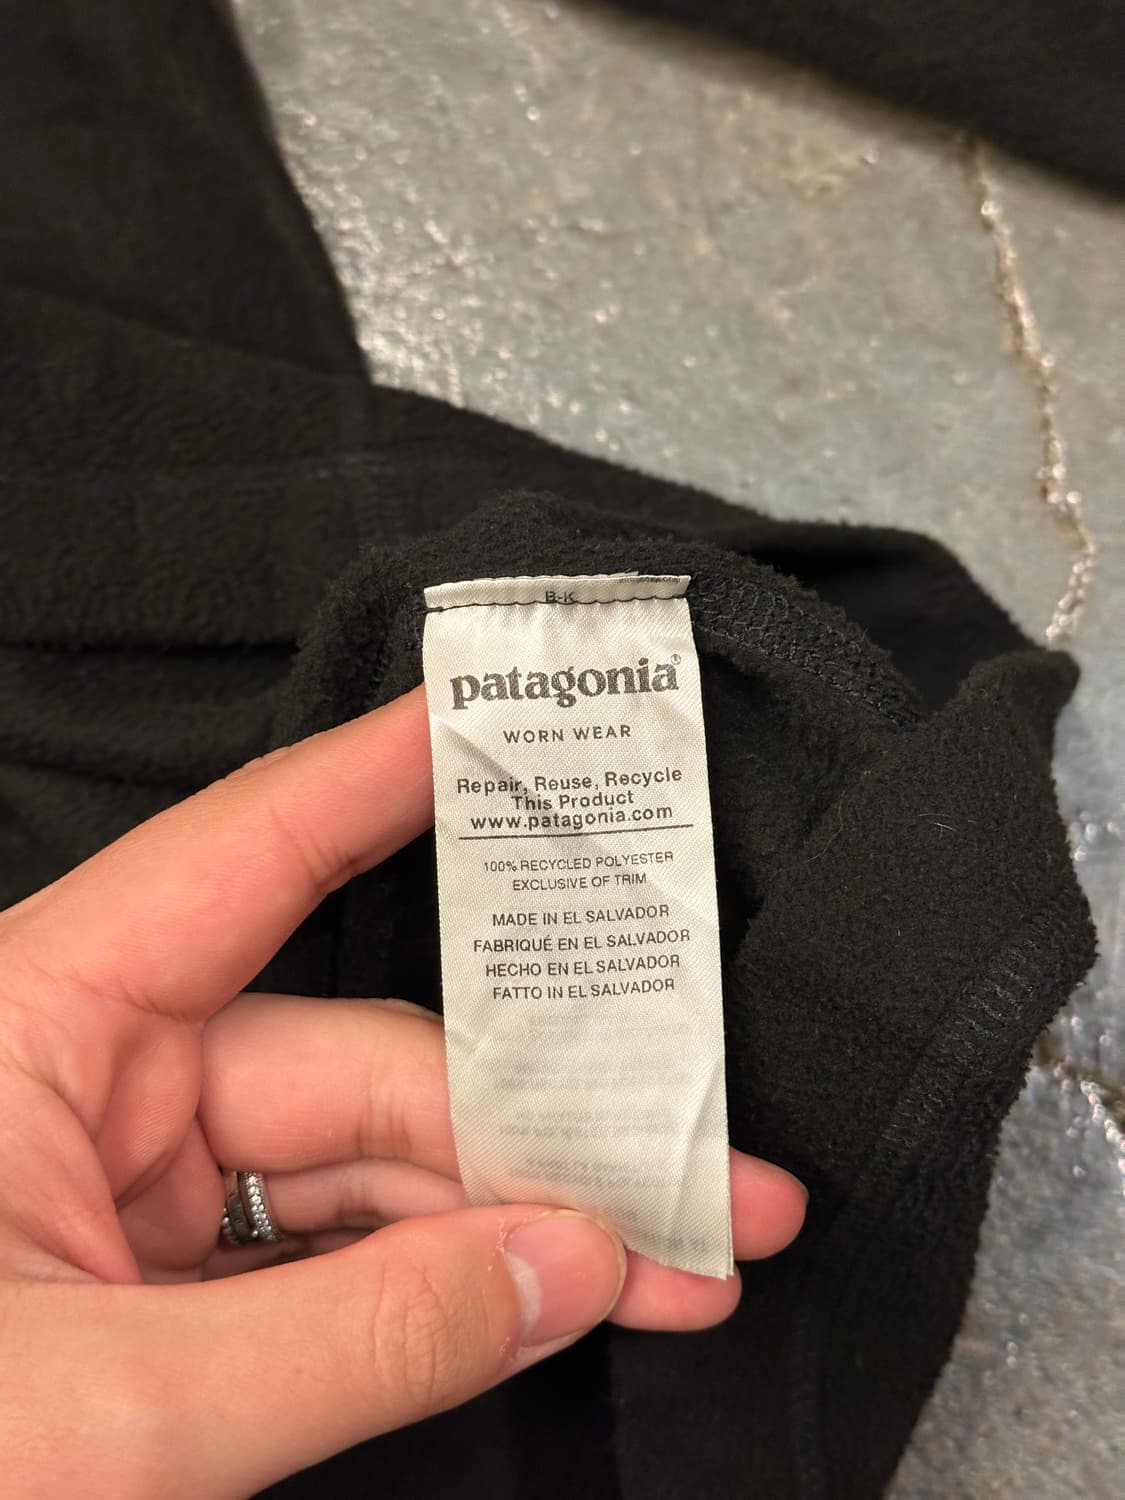 B-K
patagonia®
WORN WEAR
Repair, Reuse, Recycle
This Product
www.patagonia.com
100% RECYCLED POLYESTER
EXCLUSIVE OF TRIM
MADE IN EL SALVADOR
FABRIQUÉ EN EL SALVADOR
HECHO EN EL SALVADOR
FATTO IN EL SALVADOR